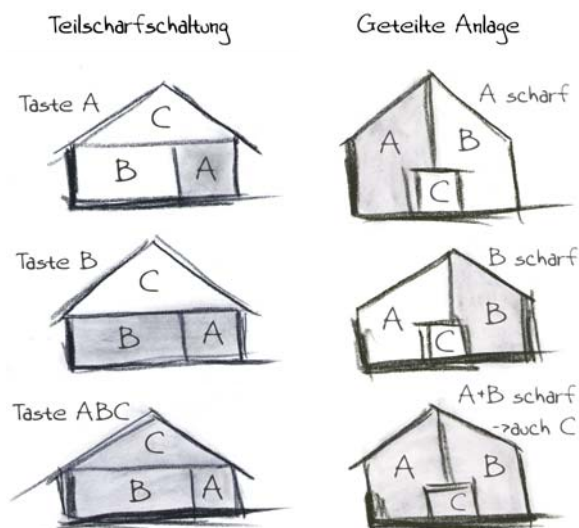 Teilscharfschaltung
Geteilte Anlage
Taste A
C
B
A
A scharf
A
B
C
Taste B
C
B
A
B scharf
A
B
C
Taste ABC
C
B
A
A+B scharf
->auch C
A
B
C